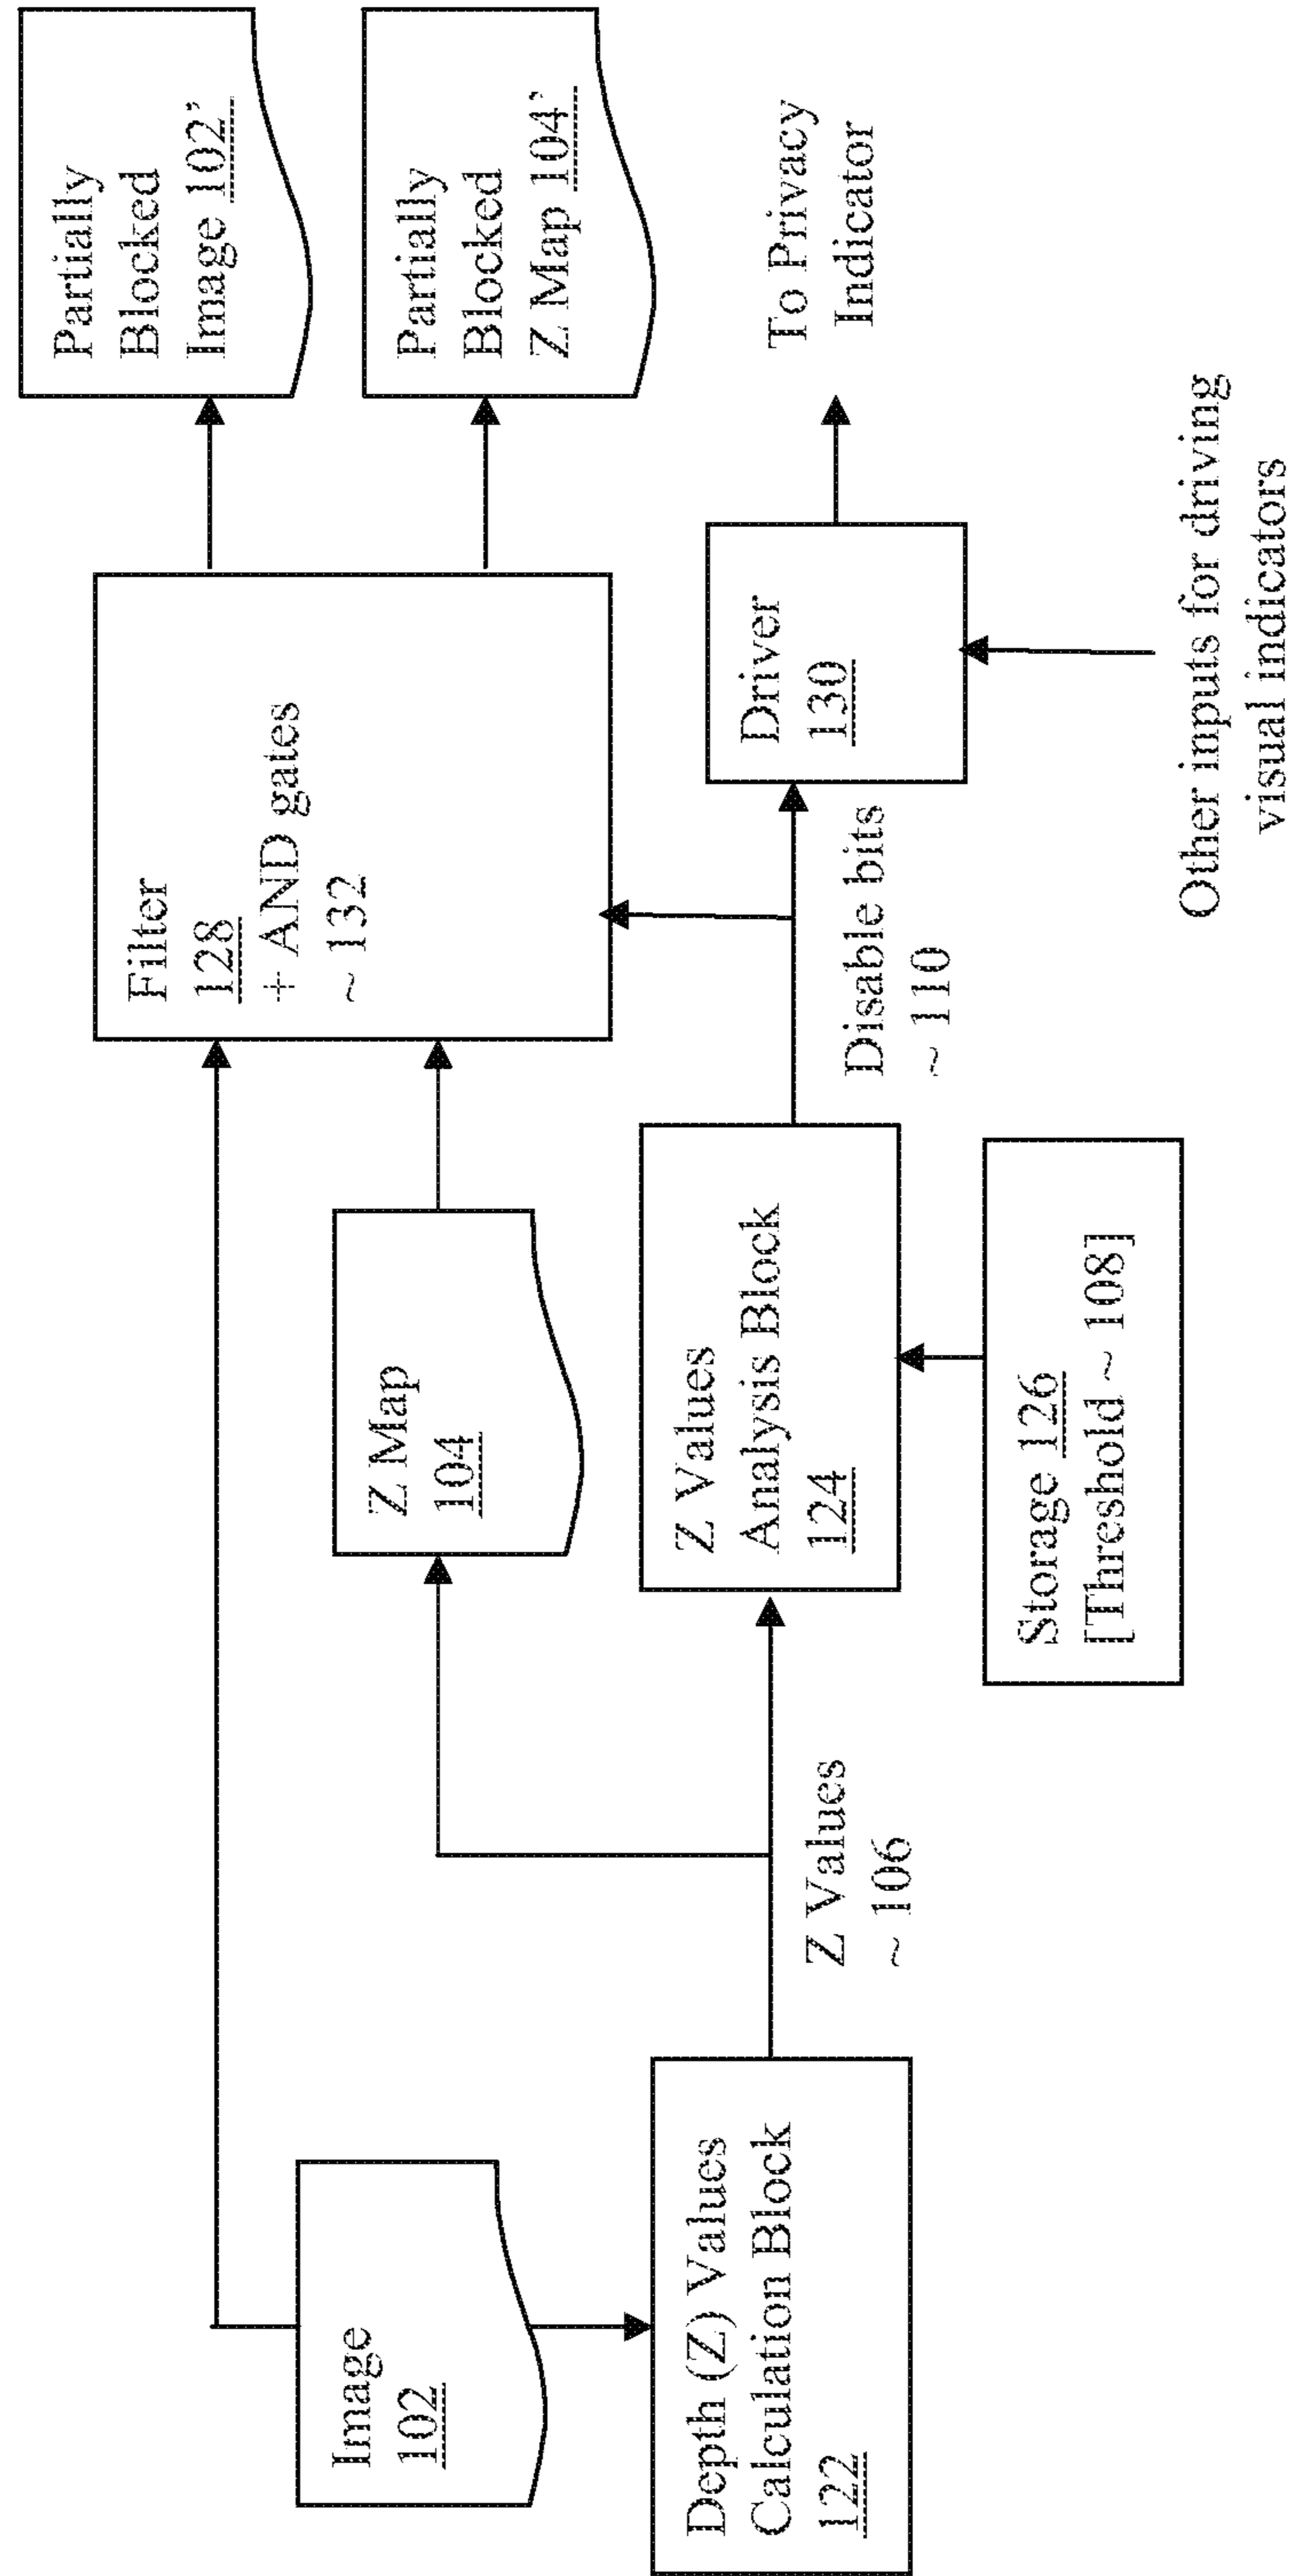 Image
102
Depth (Z) Values
Calculation Block
122
Z Values
~ 106
Z Map
104
Z Values
Analysis Block
124
Storage 126
[Threshold ~ 108]
Disable bits
~ 110
Filter
128
+ AND gates
~ 132
Driver
130
Other inputs for driving
visual indicators
Partially
Blocked
Image 102’
Partially
Blocked
Z Map 104’
To Privacy
Indicator